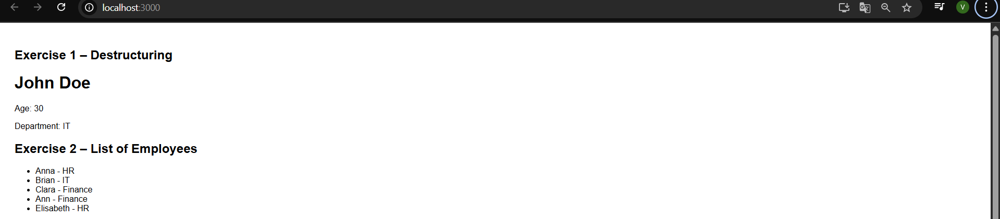 localhost:3000
V
Exercise 1 – Destructuring
John Doe
Age: 30
Department: IT
Exercise 2 – List of Employees
Anna - HR
Brian - IT
Clara - Finance
Ann - Finance
Elisabeth - HR